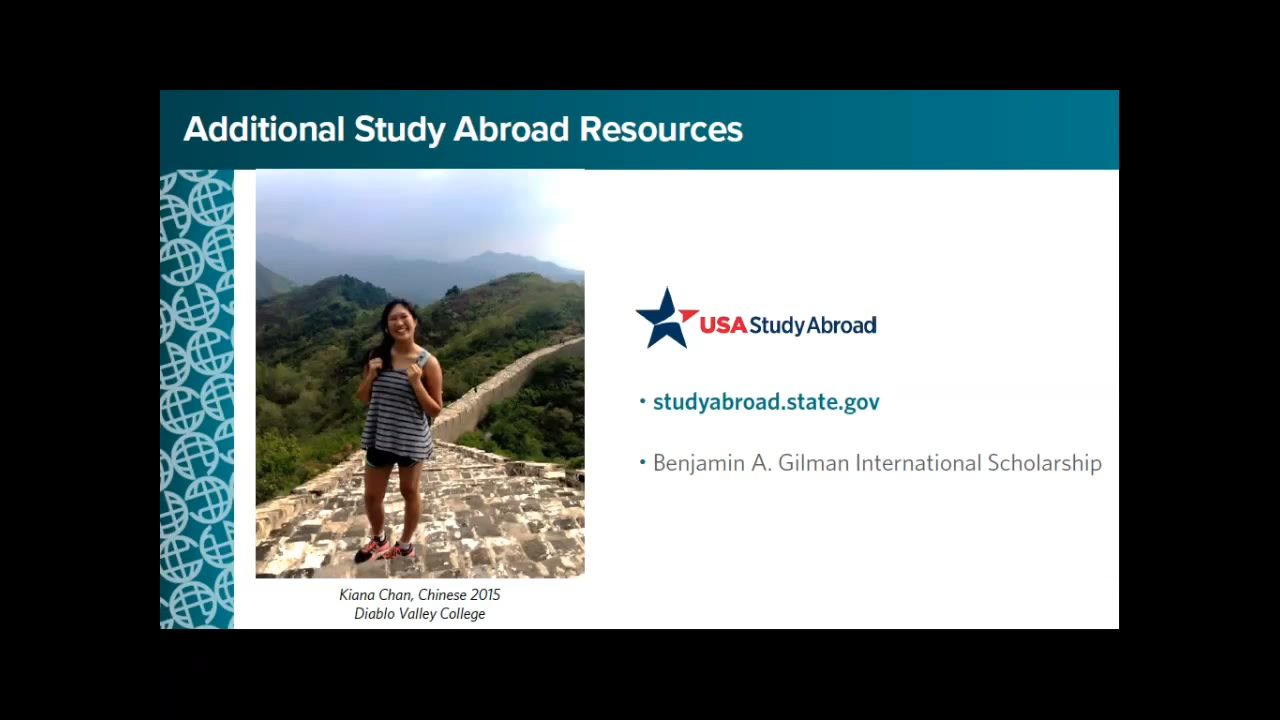 Additional Study Abroad Resources
USA Study Abroad
• studyabroad.state.gov
• Benjamin A. Gilman International Scholarship
Kiana Chan, Chinese 2015
Diablo Valley College